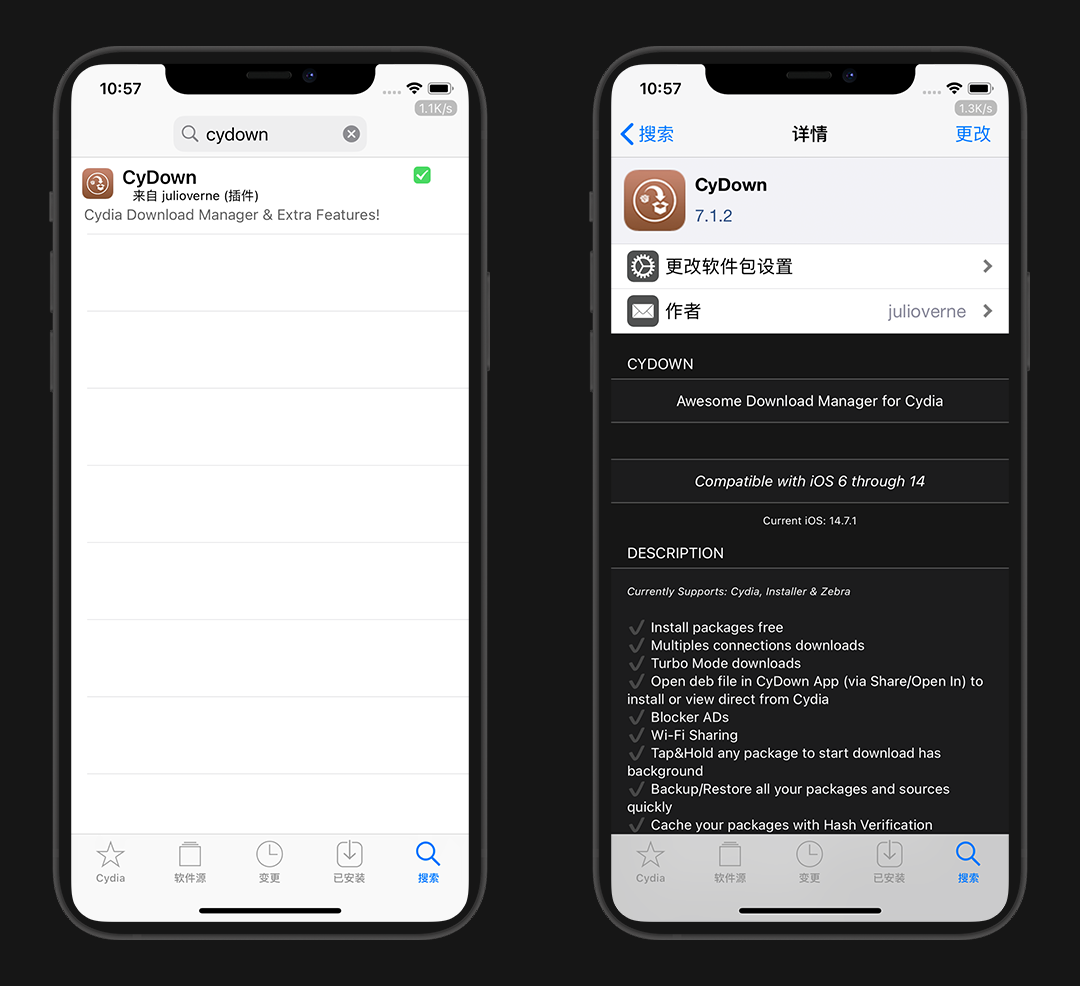 10:57
1.1K/s
cydown
CyDown
来自 julioverne (插件)
Cydia Download Manager & Extra Features!
Cydia
软件源
变更
已安装
搜索
10:57
1.3K/s
搜索
详情
更改
CyDown
7.1.2
更改软件包设置
作者
julioverne
CYDOWN
Awesome Download Manager for Cydia
Compatible with iOS 6 through 14
Current iOS: 14.7.1
DESCRIPTION
Currently Supports: Cydia, Installer & Zebra
✔ Install packages free
✔ Multiples connections downloads
✔ Turbo Mode downloads
✔ Open deb file in CyDown App (via Share/Open In) to
install or view direct from Cydia
✔ Blocker ADs
✔ Wi-Fi Sharing
✔ Tap&Hold any package to start download has
background
✔ Backup/Restore all your packages and sources
quickly
✔ Cache your packages with Hash Verification
Cydia
软件源
变更
已安装
搜索